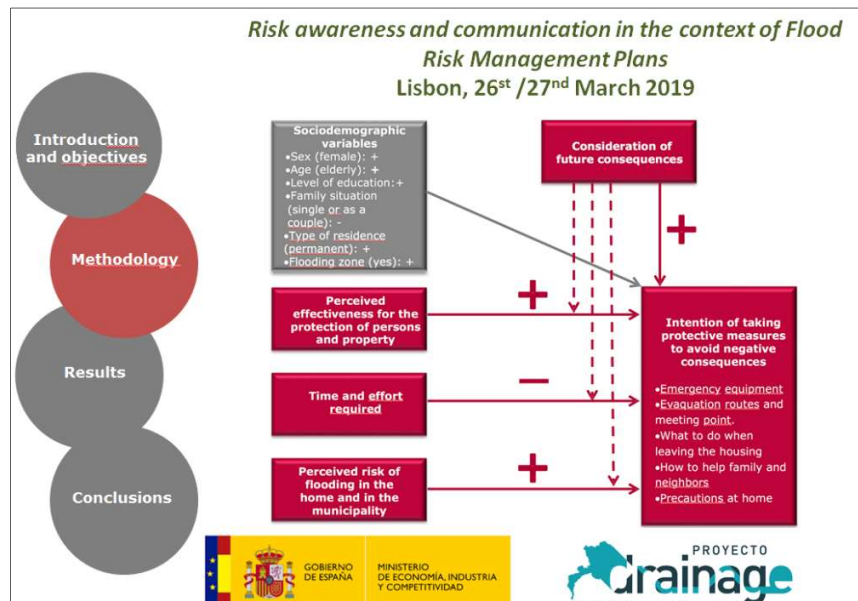 Risk awareness and communication in the context of Flood
Risk Management Plans
Lisbon, 26st /27nd March 2019
Introduction
and objectives
Methodology
Results
Conclusions
Sociodemographic
variables
•Sex (female): +
•Age (elderly): +
•Level of education:+
•Family situation
(single or as a
couple): -
•Type of residence
(permanent): +
•Flooding zone (yes): +
Consideration of
future consequences
+
Perceived
effectiveness for the
protection of persons
and property
+
Time and effort
required
−
Perceived risk of
flooding in the
home and in the
municipality
+
Intention of taking
protective measures
to avoid negative
consequences
•Emergency equipment
•Evaquation routes and
meeting point.
•What to do when
leaving the housing
•How to help family and
neighbors
•Precautions at home
GOBIERNO
DE ESPAÑA
MINISTERIO
DE ECONOMÍA, INDUSTRIA
Y COMPETITIVIDAD
PROYECTO
drainage